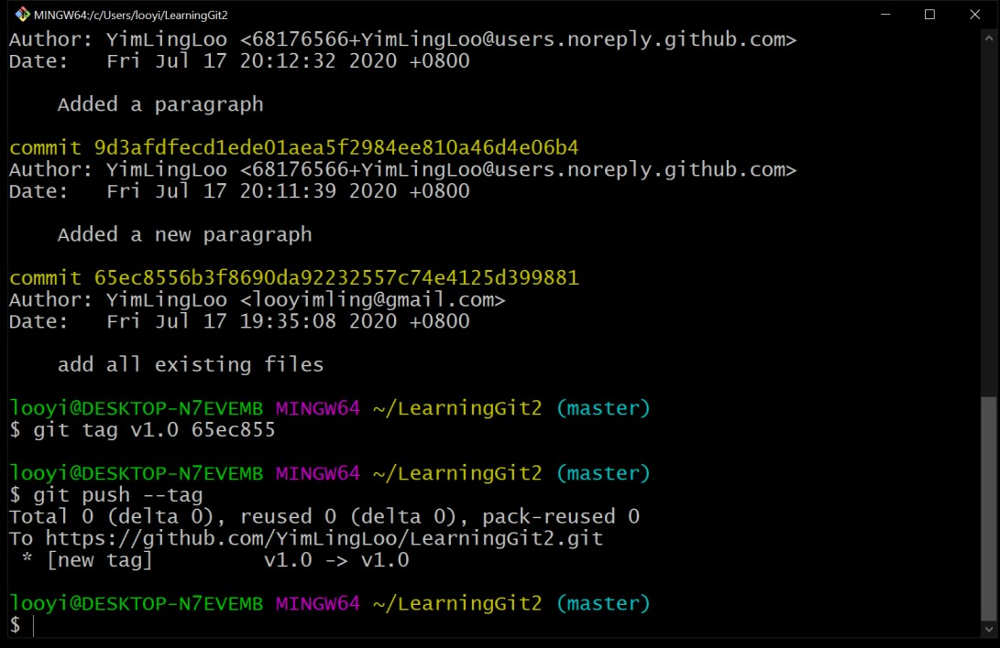 MINGW64:/c/Users/looyi/LearningGit2
Author: YimLingLoo <68176566+YimLingLoo@users.noreply.github.com>
Date:   Fri Jul 17 20:12:32 2020 +0800
    Added a paragraph
commit 9d3afdfecd1ede01aea5f2984ee810a46d4e06b4
Author: YimLingLoo <68176566+YimLingLoo@users.noreply.github.com>
Date:   Fri Jul 17 20:11:39 2020 +0800
    Added a new paragraph
commit 65ec8556b3f8690da92232557c74e4125d399881
Author: YimLingLoo <looyimling@gmail.com>
Date:   Fri Jul 17 19:35:08 2020 +0800
    add all existing files
looyi@DESKTOP-N7EVEMB MINGW64 ~/LearningGit2 (master)
$ git tag v1.0 65ec855
looyi@DESKTOP-N7EVEMB MINGW64 ~/LearningGit2 (master)
$ git push --tag
Total 0 (delta 0), reused 0 (delta 0), pack-reused 0
To https://github.com/YimLingLoo/LearningGit2.git
 * [new tag]         v1.0 -> v1.0
looyi@DESKTOP-N7EVEMB MINGW64 ~/LearningGit2 (master)
$